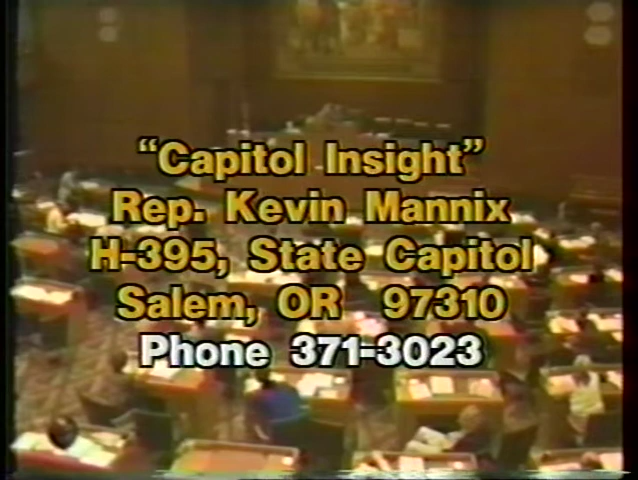 “Capitol Insight”
Rep. Kevin Mannix
H-395, State Capitol
Salem, OR 97310
Phone 371-3023